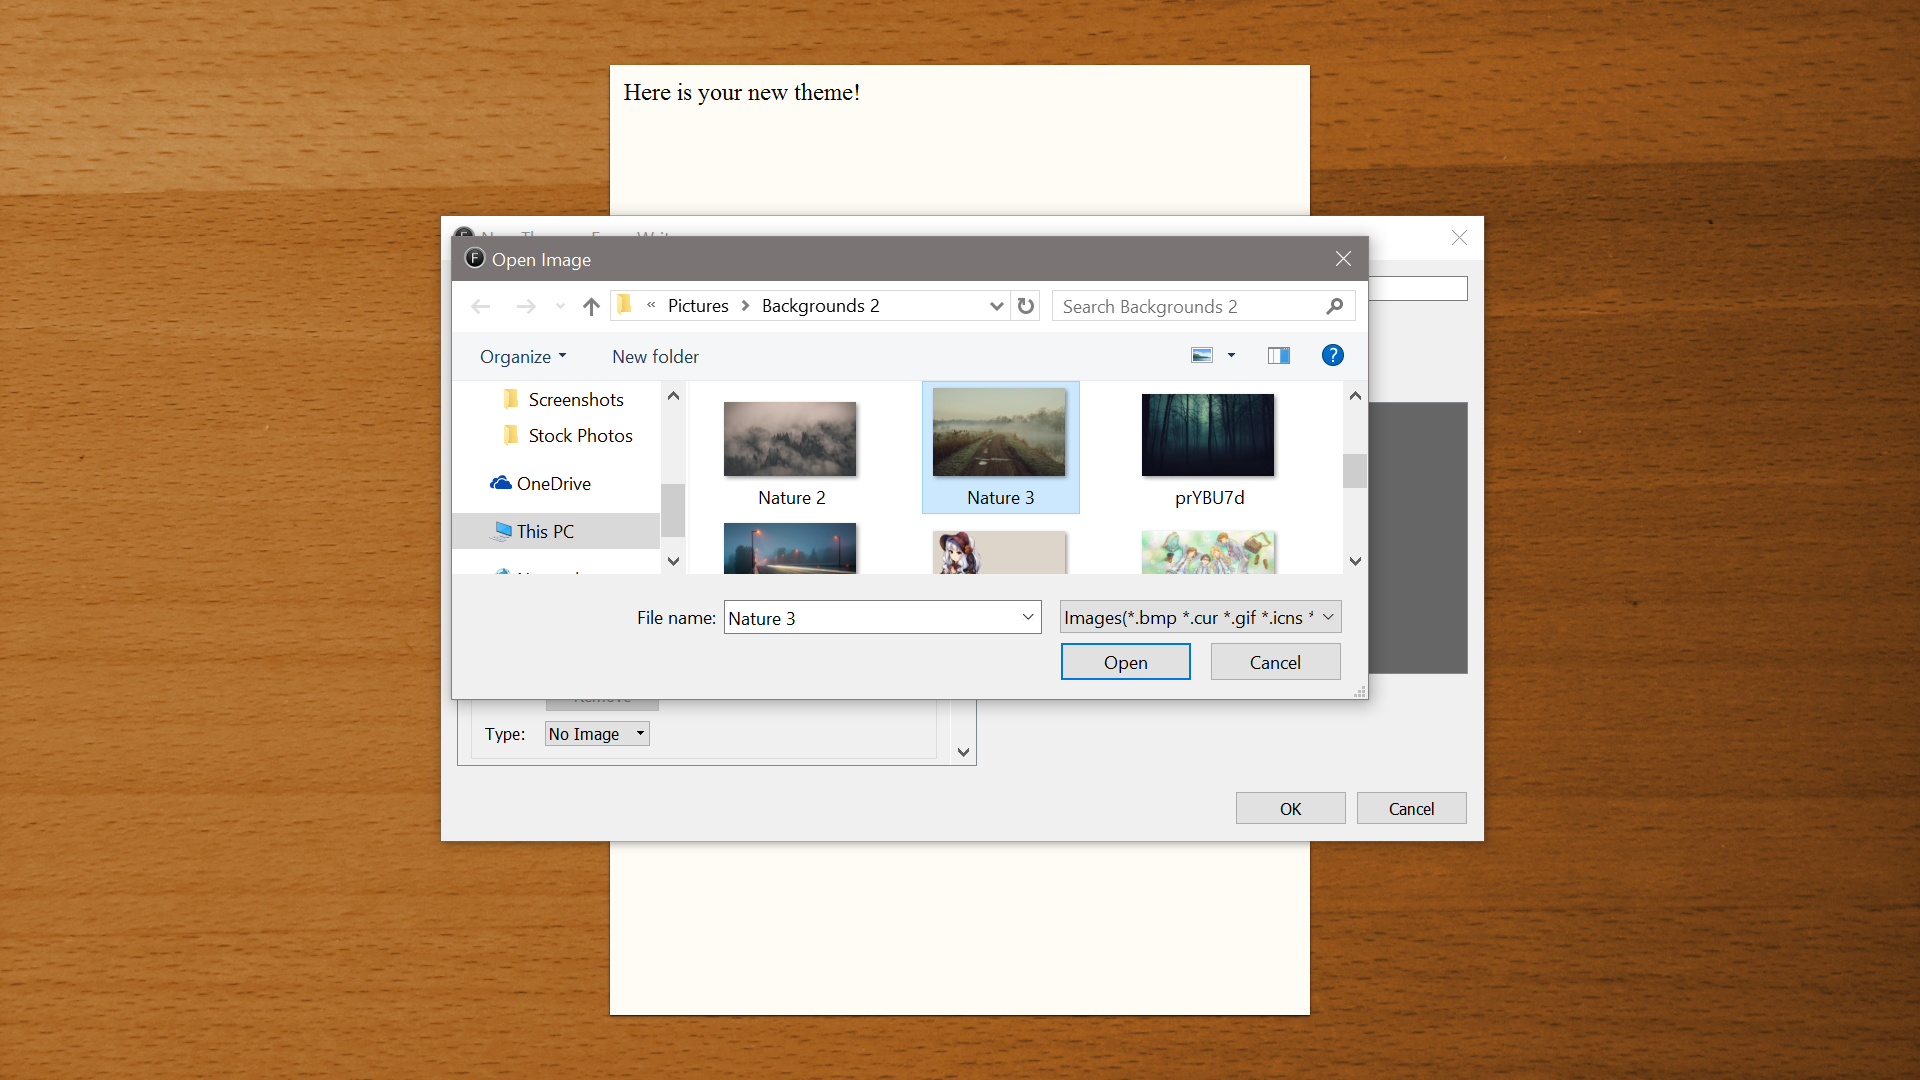 Here is your new theme!
F Open Image
« Pictures > Backgrounds 2
Search Backgrounds 2
Organize
New folder
?
Screenshots
Stock Photos
OneDrive
This PC
Nature 2
Nature 3
prYBU7d
File name: Nature 3
Images(*.bmp *.cur *.gif *.icns *
Open
Cancel
Type: No Image
OK
Cancel